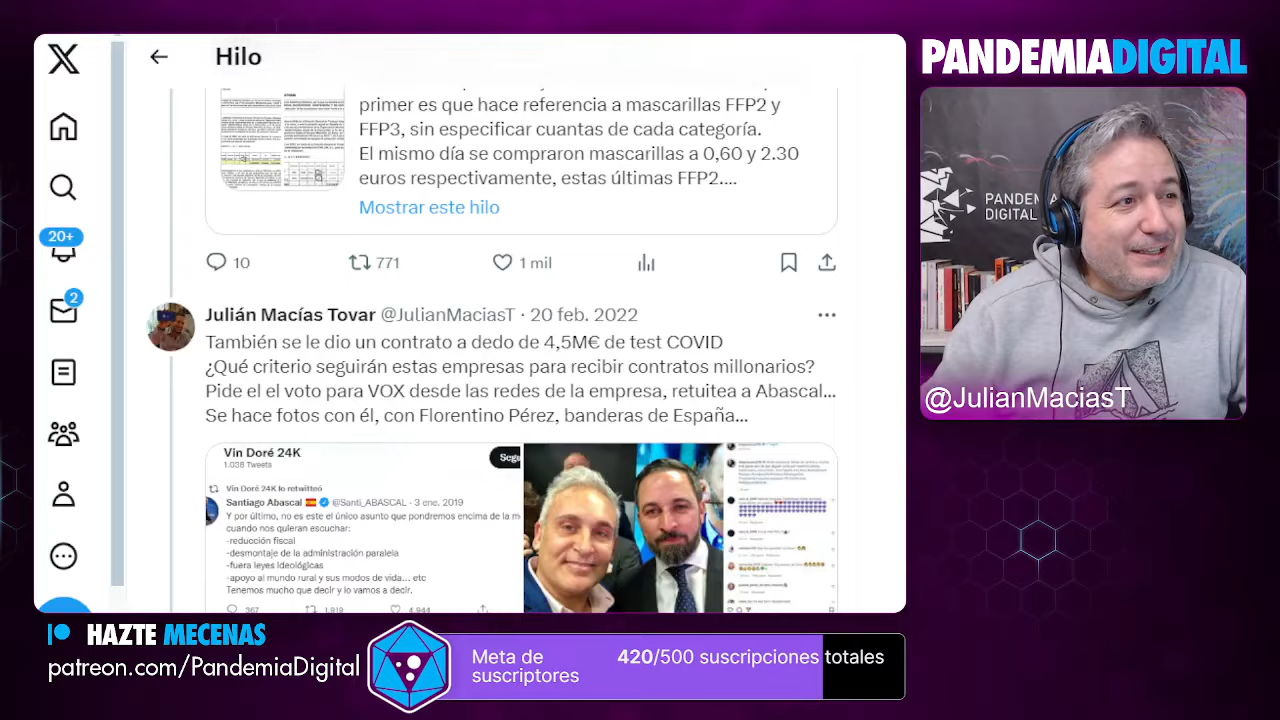 Hilo
PANDEMIADIGITAL
primer es que hace referencia a mascarillas FFP2 y
FFP3, sin especificar cuantas de cada categoría.
El mismo día se compraron mascarillas a 0,60 y 2.30
euros respectivamente, estas últimas FFP2....
Mostrar este hilo
20+
10
771
1 mil
2
Julián Macías Tovar @JulianMaciasT · 20 feb. 2022
También se le dio un contrato a dedo de 4,5M€ de test COVID
¿Qué criterio seguirán estas empresas para recibir contratos millonarios?
Pide el el voto para VOX desde las redes de la empresa, retuitea a Abascal...
Se hace fotos con él, con Florentino Pérez, banderas de España...
Vin Doré 24K
1.038 Tweets
Segu
Vin Doré 24K lo retwitteó
Santiago Abascal @Santi_ABASCAL · 3 ene. 2019
Y por último, no es este el único asunto que pondremos encima de la m
cuando nos quieran escuchar:
-reducción fiscal
-desmontaje de la administración paralela
-fuera leyes ideológicas
-apoyo al mundo rural y sus modos de vida... etc
Tenemos mucho que decir y lo vamos a decir.
367
1.919
4.944
PANDEMIA
DIGITAL
@JulianMaciasT
HAZTE MECENAS
patreon.com/PandemiaDigital
Meta de
suscriptores
420/500 suscripciones totales